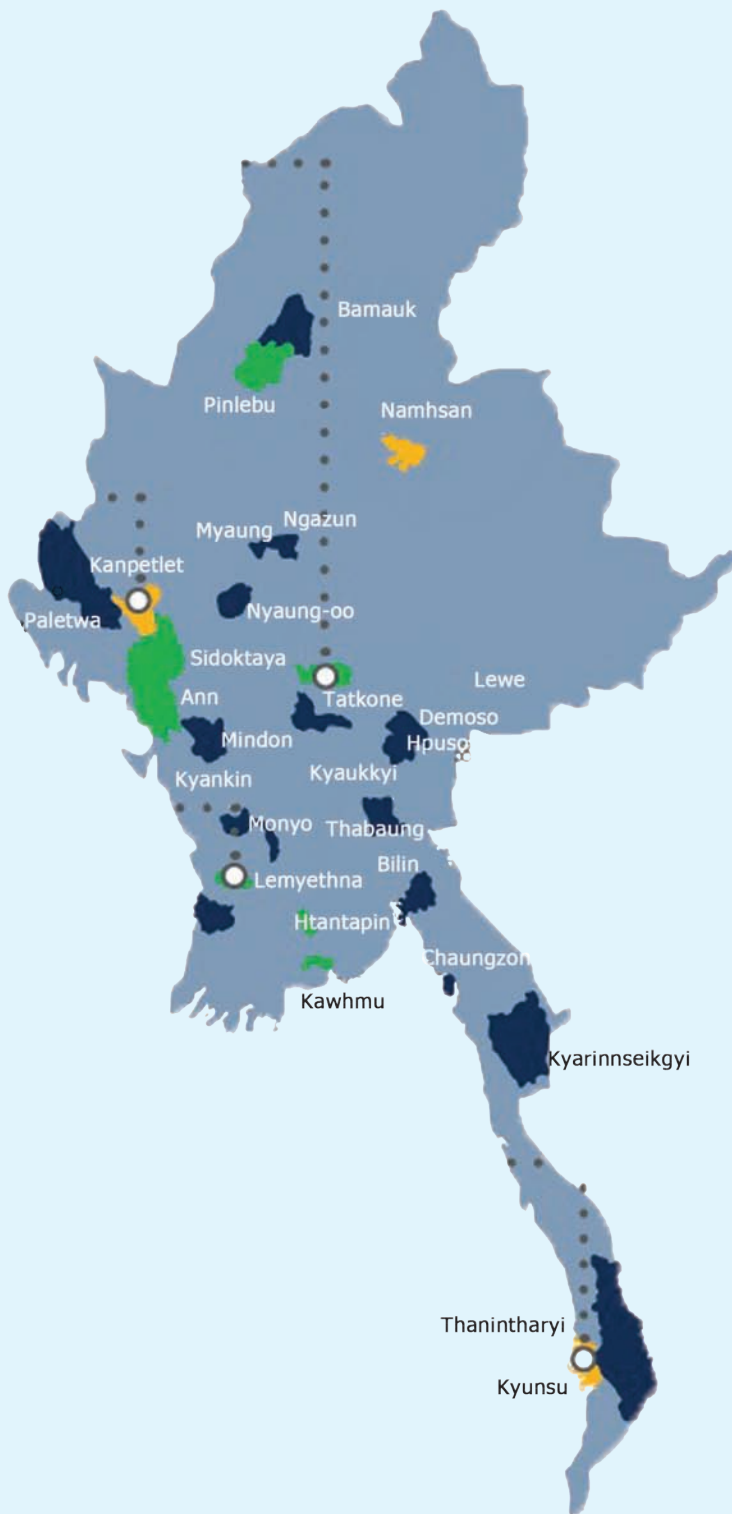 Bamauk
Pinlebu
Namhsan
Ngazun
Myaung
Kanpetlet
Nyaung-oo
Paletwa
Sidoktaya
Lewe
Ann
Tatkone
Demoso
Mindon
Hpuso
Kyankin
Kyaukkyi
Monyo
Thabaung
Bilin
Lemyethna
Htantapin
Chaungzon
Kawhmu
Kyarinnseikgyi
Thanintharyi
Kyunsu